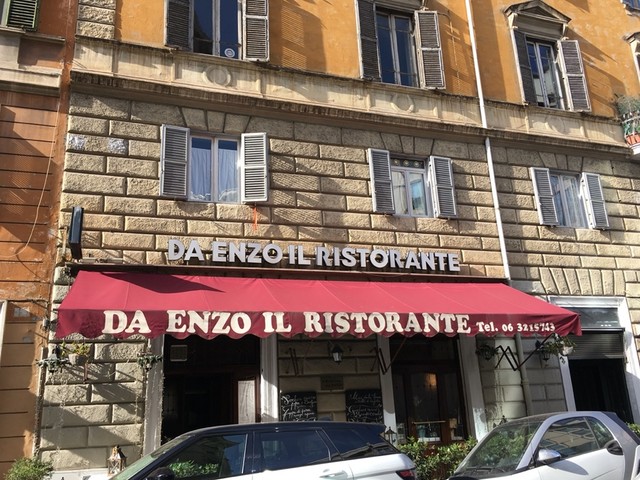 DA ENZO IL RISTORANTE
DA ENZO IL RISTORANTE Tel. 06 3215743